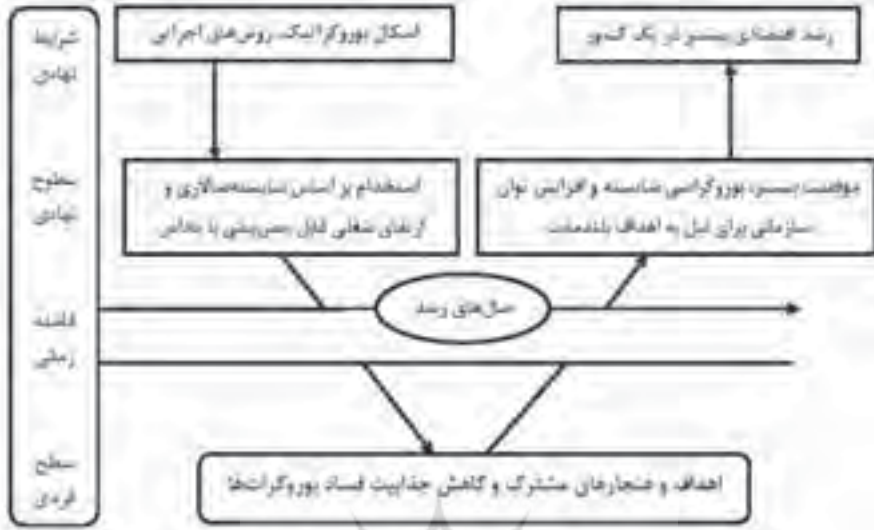 شرایط
نهادی
سطوح
نهادی
فاصله
زمانی
سطح
فردی
اشکال بوروکراتیک، روش‌های اجرایی
رشد اقتصادی بیشتر در یک کشور
استخدام بر اساس شایسته‌سالاری و
ارتقای شغلی قابل پیش‌بینی با پاداش
موفقیت بیشتر، بوروکراسی شایسته و افزایش توان
سازمانی برای نیل به اهداف بلندمدت
سال‌های رشد
اهداف و هنجارهای مشترک و کاهش جذابیت فساد بوروکرات‌ها